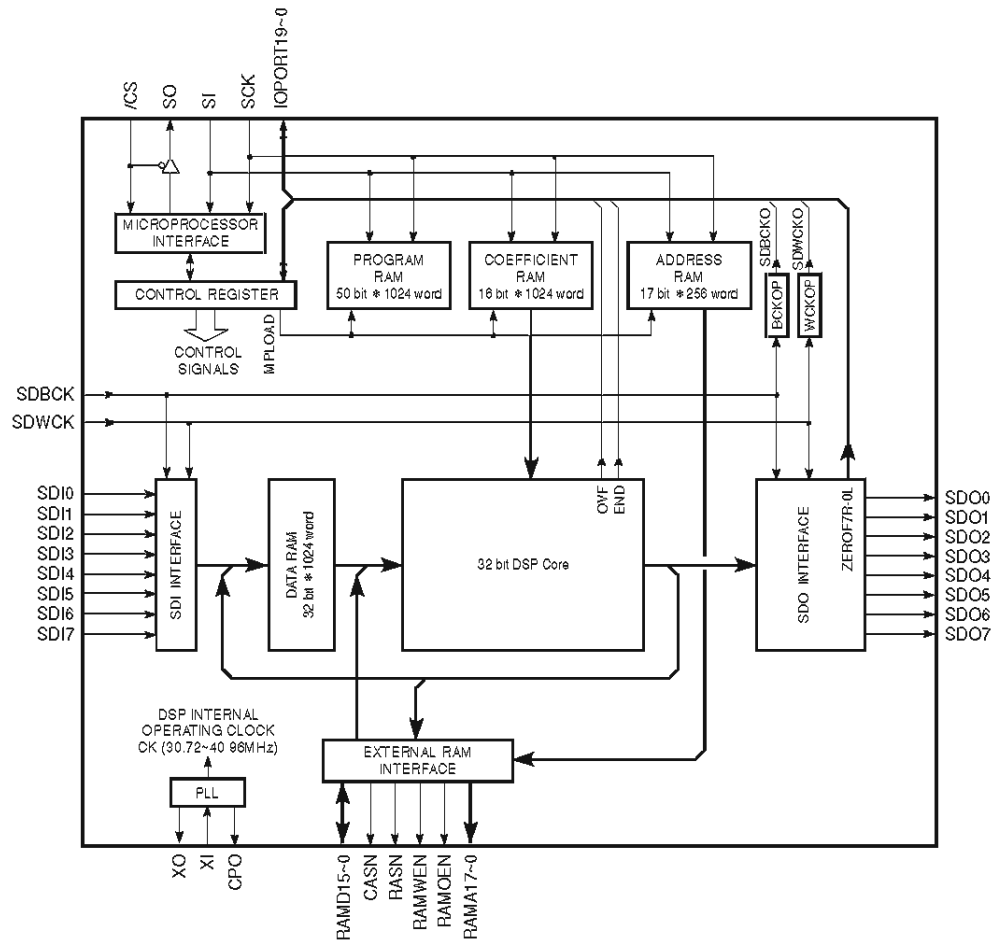 /CS
SO
SI
SCK
IOPORT19~0
MICROPROCESSOR
INTERFACE
CONTROL REGISTER
MPLOAD
CONTROL
SIGNALS
PROGRAM
RAM
50 bit * 1024 word
COEFFICIENT
RAM
16 bit * 1024 word
ADDRESS
RAM
17 bit * 256 word
SDBCKO
SDWCKO
BCKOP
WCKOP
SDBCK
SDWCK
SDI0
SDI1
SDI2
SDI3
SDI4
SDI5
SDI6
SDI7
SDI INTERFACE
DATA RAM
32 bit * 1024 word
32 bit DSP Core
OVF
END
SDO INTERFACE
ZEROF7R-0L
SDO0
SDO1
SDO2
SDO3
SDO4
SDO5
SDO6
SDO7
DSP INTERNAL
OPERATING CLOCK
CK (30.72~40 96MHz)
PLL
XO
XI
CPO
EXTERNAL RAM
INTERFACE
RAMD15~0
CASN
RASN
RAMWEN
RAMOEN
RAMA17~0